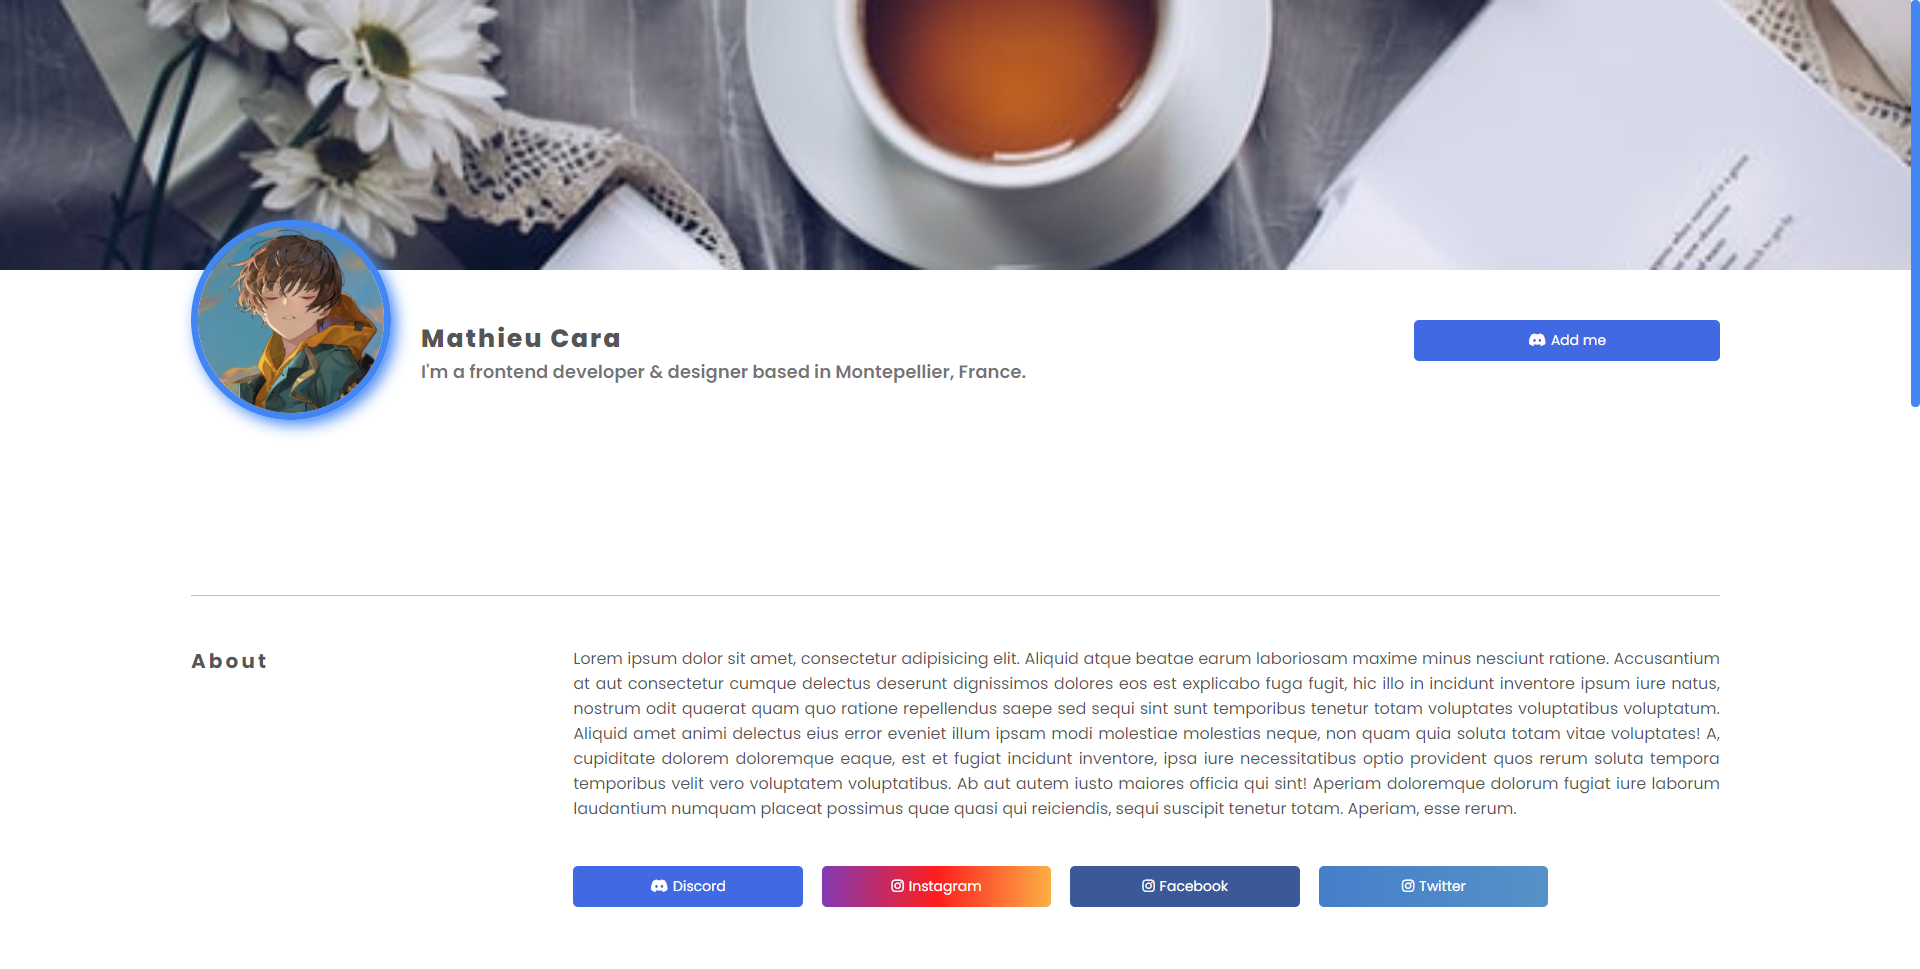 Mathieu Cara
I'm a frontend developer & designer based in Montepellier, France.
Add me
About
Lorem ipsum dolor sit amet, consectetur adipisicing elit. Aliquid atque beatae earum laboriosam maxime minus nesciunt ratione. Accusantium
at aut consectetur cumque delectus deserunt dignissimos dolores eos est explicabo fuga fugit, hic illo in incidunt inventore ipsum iure natus,
nostrum odit quaerat quam quo ratione repellendus saepe sed sequi sint sunt temporibus tenetur totam voluptates voluptatibus voluptatum.
Aliquid amet animi delectus eius error eveniet illum ipsam modi molestiae molestias neque, non quam quia soluta totam vitae voluptates! A,
cupiditate dolorem doloremque eaque, est et fugiat incidunt inventore, ipsa iure necessitatibus optio provident quos rerum soluta tempora
temporibus velit vero voluptatem voluptatibus. Ab aut autem iusto maiores officia qui sint! Aperiam doloremque dolorum fugiat iure laborum
laudantium numquam placeat possimus quae quasi qui reiciendis, sequi suscipit tenetur totam. Aperiam, esse rerum.
Discord
Instagram
Facebook
Twitter